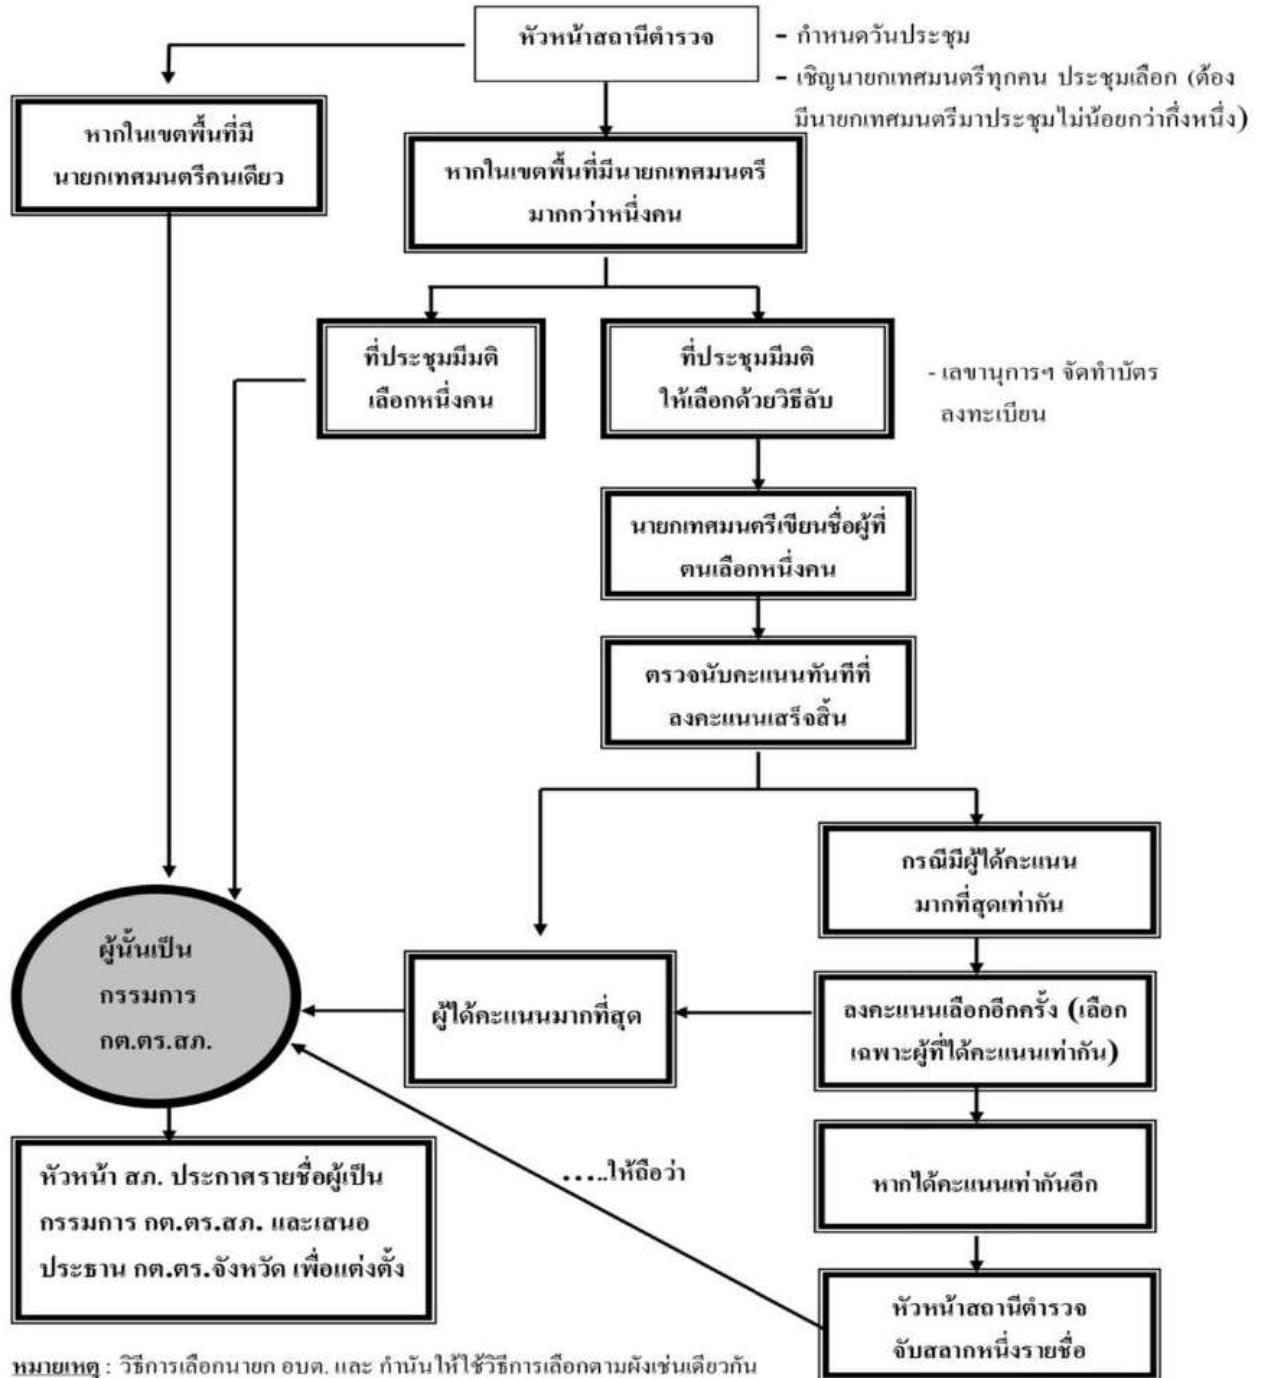 หัวหน้าสถานีตำรวจ
- กำหนดวันประชุม
- เชิญนายกเทศมนตรีทุกคน ประชุมเลือก (ต้อง
มีนายกเทศมนตรีมาประชุมไม่น้อยกว่ากึ่งหนึ่ง)
หากในเขตพื้นที่มี
นายกเทศมนตรีคนเดียว
หากในเขตพื้นที่มีนายกเทศมนตรี
มากกว่าหนึ่งคน
ที่ประชุมมีมติ
เลือกหนึ่งคน
ที่ประชุมมีมติ
ให้เลือกด้วยวิธีลับ
- เลขานุการฯ จัดทำบัตร
ลงทะเบียน
นายกเทศมนตรีเขียนชื่อผู้ที่
ตนเลือกหนึ่งคน
ตรวจนับคะแนนทันทีที่
ลงคะแนนเสร็จสิ้น
กรณีมีผู้ได้คะแนน
มากที่สุดเท่ากัน
ผู้นั้นเป็น
กรรมการ
กต.ตร.สภ.
ผู้ได้คะแนนมากที่สุด
ลงคะแนนเลือกอีกครั้ง (เลือก
เฉพาะผู้ที่ได้คะแนนเท่ากัน)
หัวหน้า สภ. ประกาศรายชื่อผู้เป็น
กรรมการ กต.ตร.สภ. และเสนอ
ประธาน กต.ตร.จังหวัด เพื่อแต่งตั้ง
.....ให้ถือว่า
หากได้คะแนนเท่ากันอีก
หัวหน้าสถานีตำรวจ
จับสลากหนึ่งรายชื่อ
หมายเหตุ : วิธีการเลือกนายก อบต. และ กำนันให้ใช้วิธีการเลือกตามผังเช่นเดียวกัน